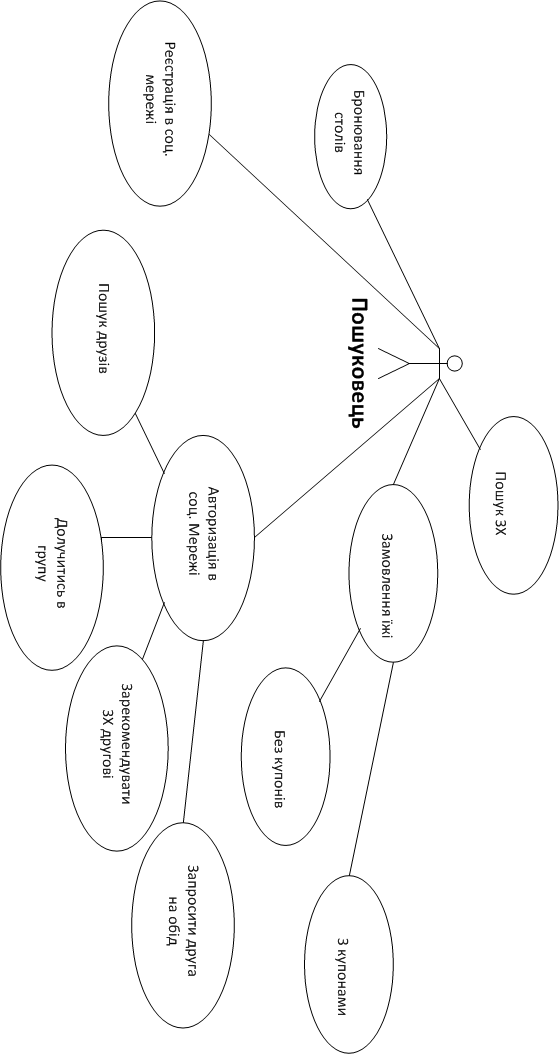 Пошук ЗХ
Пошуковець
Бронювання
столів
Замовлення їжі
Без купонів
З купонами
Реєстрація в соц.
мережі
Авторизація в
соц. Мережі
Пошук друзів
Долучитись в
групу
Зарекомендувати
ЗХ другові
Запросити друга
на обід